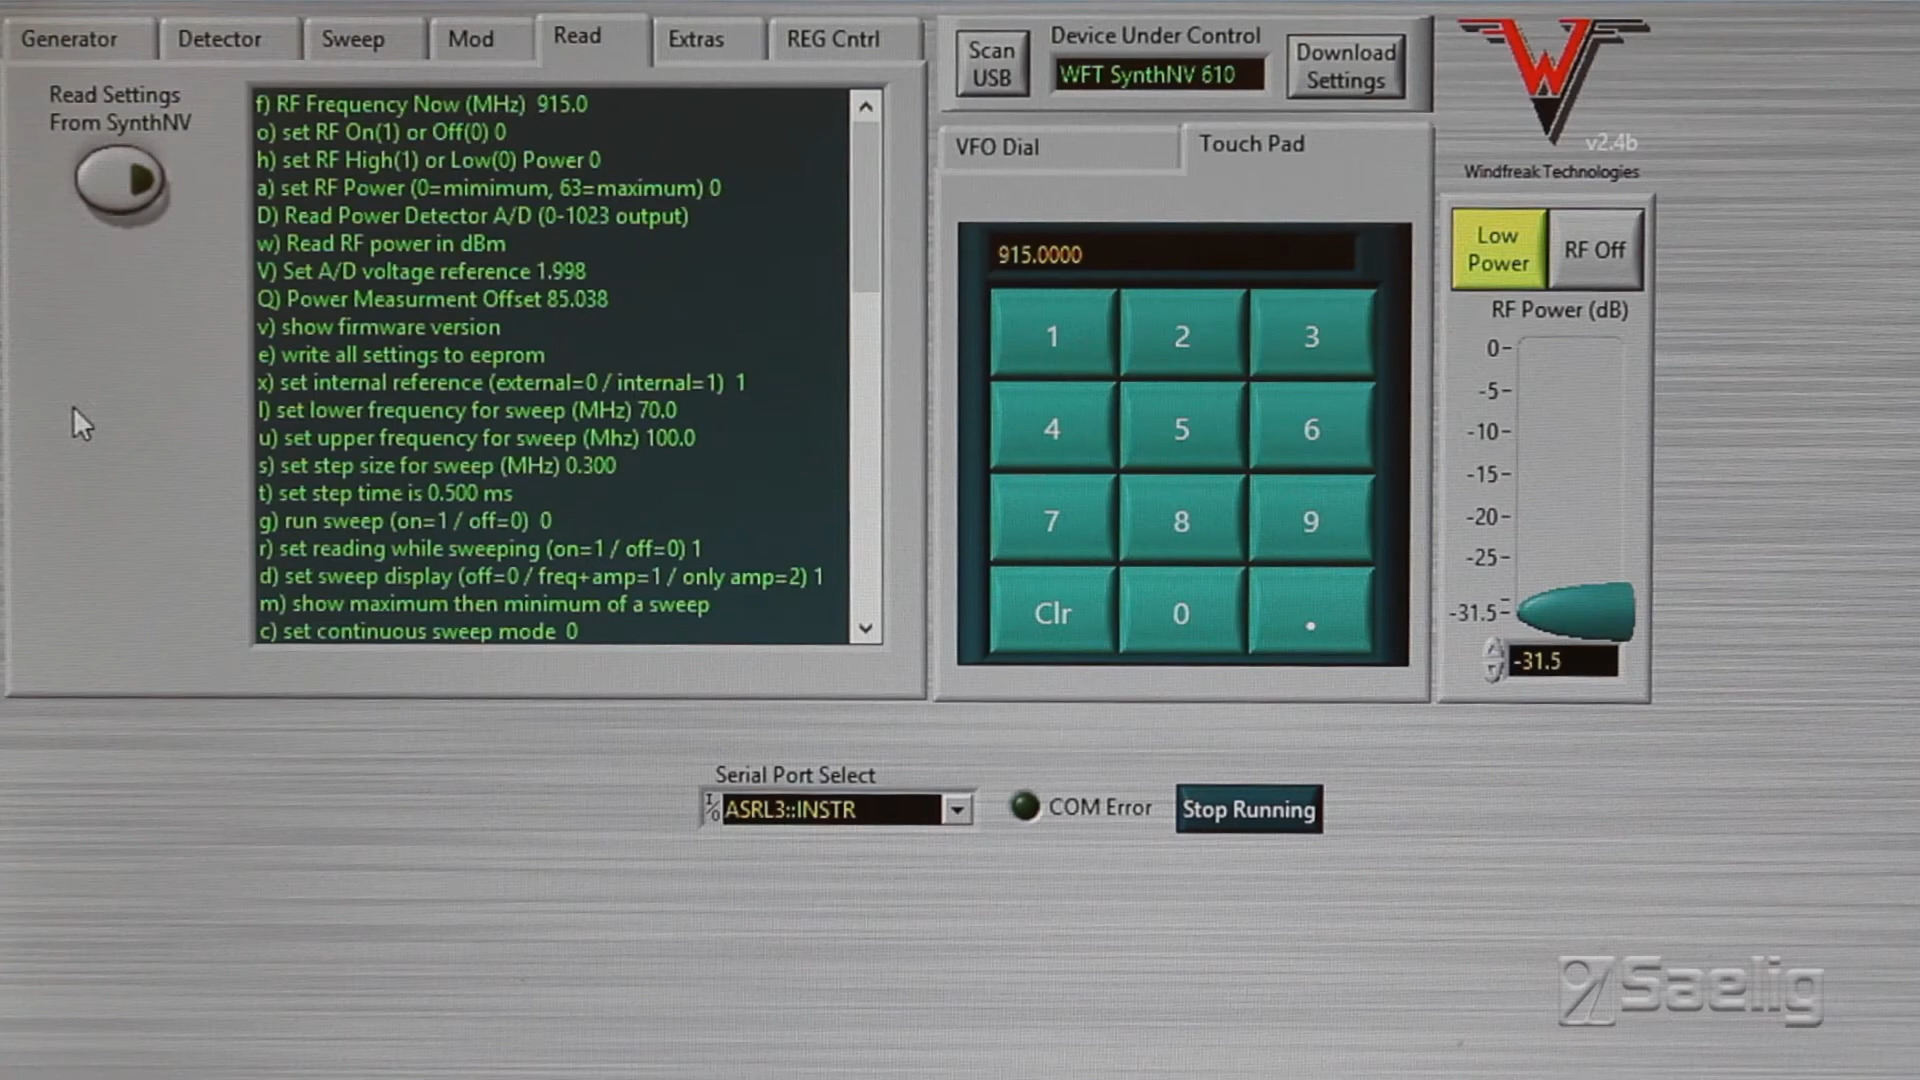 Generator
Detector
Sweep
Mod
Read
Extras
REG Cntrl
Read Settings
From SynthNV
f) RF Frequency Now (MHz) 915.0
o) set RF On(1) or Off(0) 0
h) set RF High(1) or Low(0) Power 0
a) set RF Power (0=mimimum, 63=maximum) 0
D) Read Power Detector A/D (0-1023 output)
w) Read RF power in dBm
V) Set A/D voltage reference 1.998
Q) Power Measurment Offset 85.038
v) show firmware version
e) write all settings to eeprom
x) set internal reference (external=0 / internal=1) 1
l) set lower frequency for sweep (MHz) 70.0
u) set upper frequency for sweep (Mhz) 100.0
s) set step size for sweep (MHz) 0.300
t) set step time is 0.500 ms
g) run sweep (on=1 / off=0) 0
r) set reading while sweeping (on=1 / off=0) 1
d) set sweep display (off=0 / freq+amp=1 / only amp=2) 1
m) show maximum then minimum of a sweep
c) set continuous sweep mode 0
Scan
USB
Device Under Control
WFT SynthNV 610
Download
Settings
VFO Dial
Touch Pad
915.0000
1 2 3
4 5 6
7 8 9
Clr 0 .
v2.4b
Windfreak Technologies
Low
Power
RF Off
RF Power (dB)
0-
-5-
-10-
-15-
-20-
-25-
-31.5-
-31.5
Serial Port Select
ASRL3::INSTR
COM Error
Stop Running
Saelig